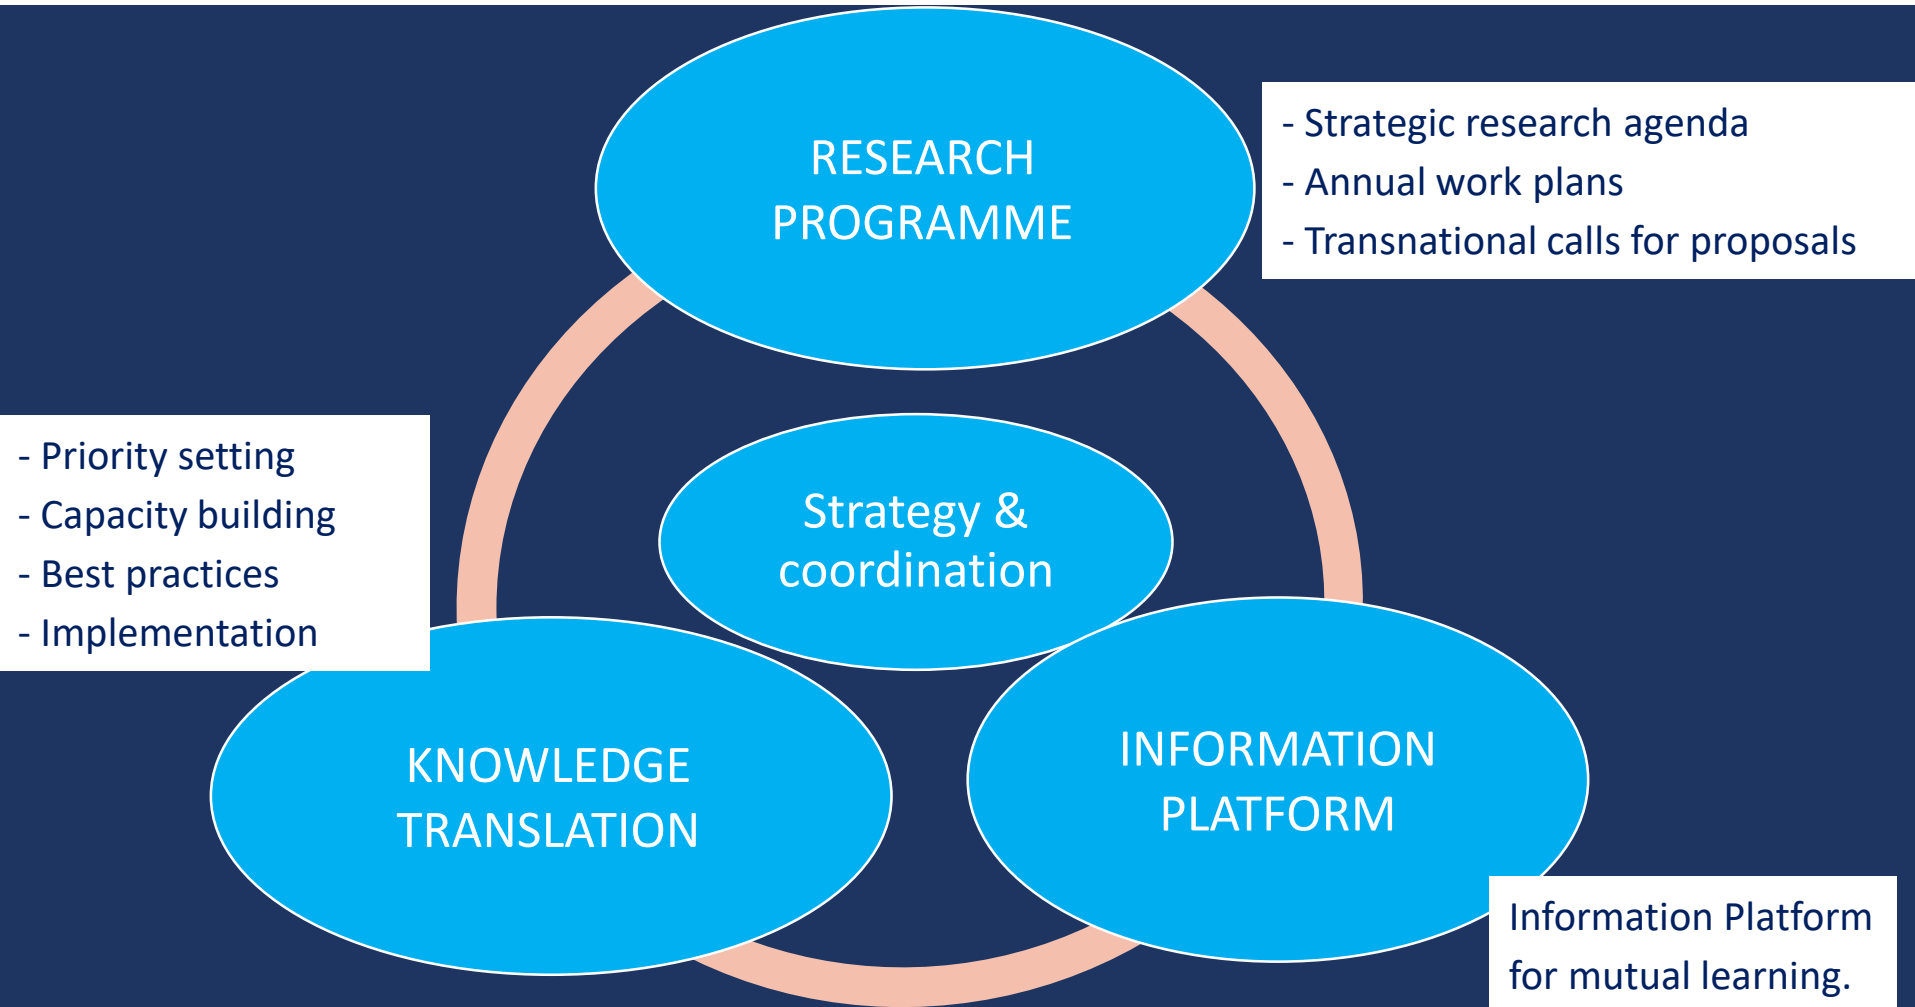 RESEARCH
PROGRAMME
- Strategic research agenda
- Annual work plans
- Transnational calls for proposals
- Priority setting
- Capacity building
- Best practices
- Implementation
Strategy &
coordination
KNOWLEDGE
TRANSLATION
INFORMATION
PLATFORM
Information Platform
for mutual learning.